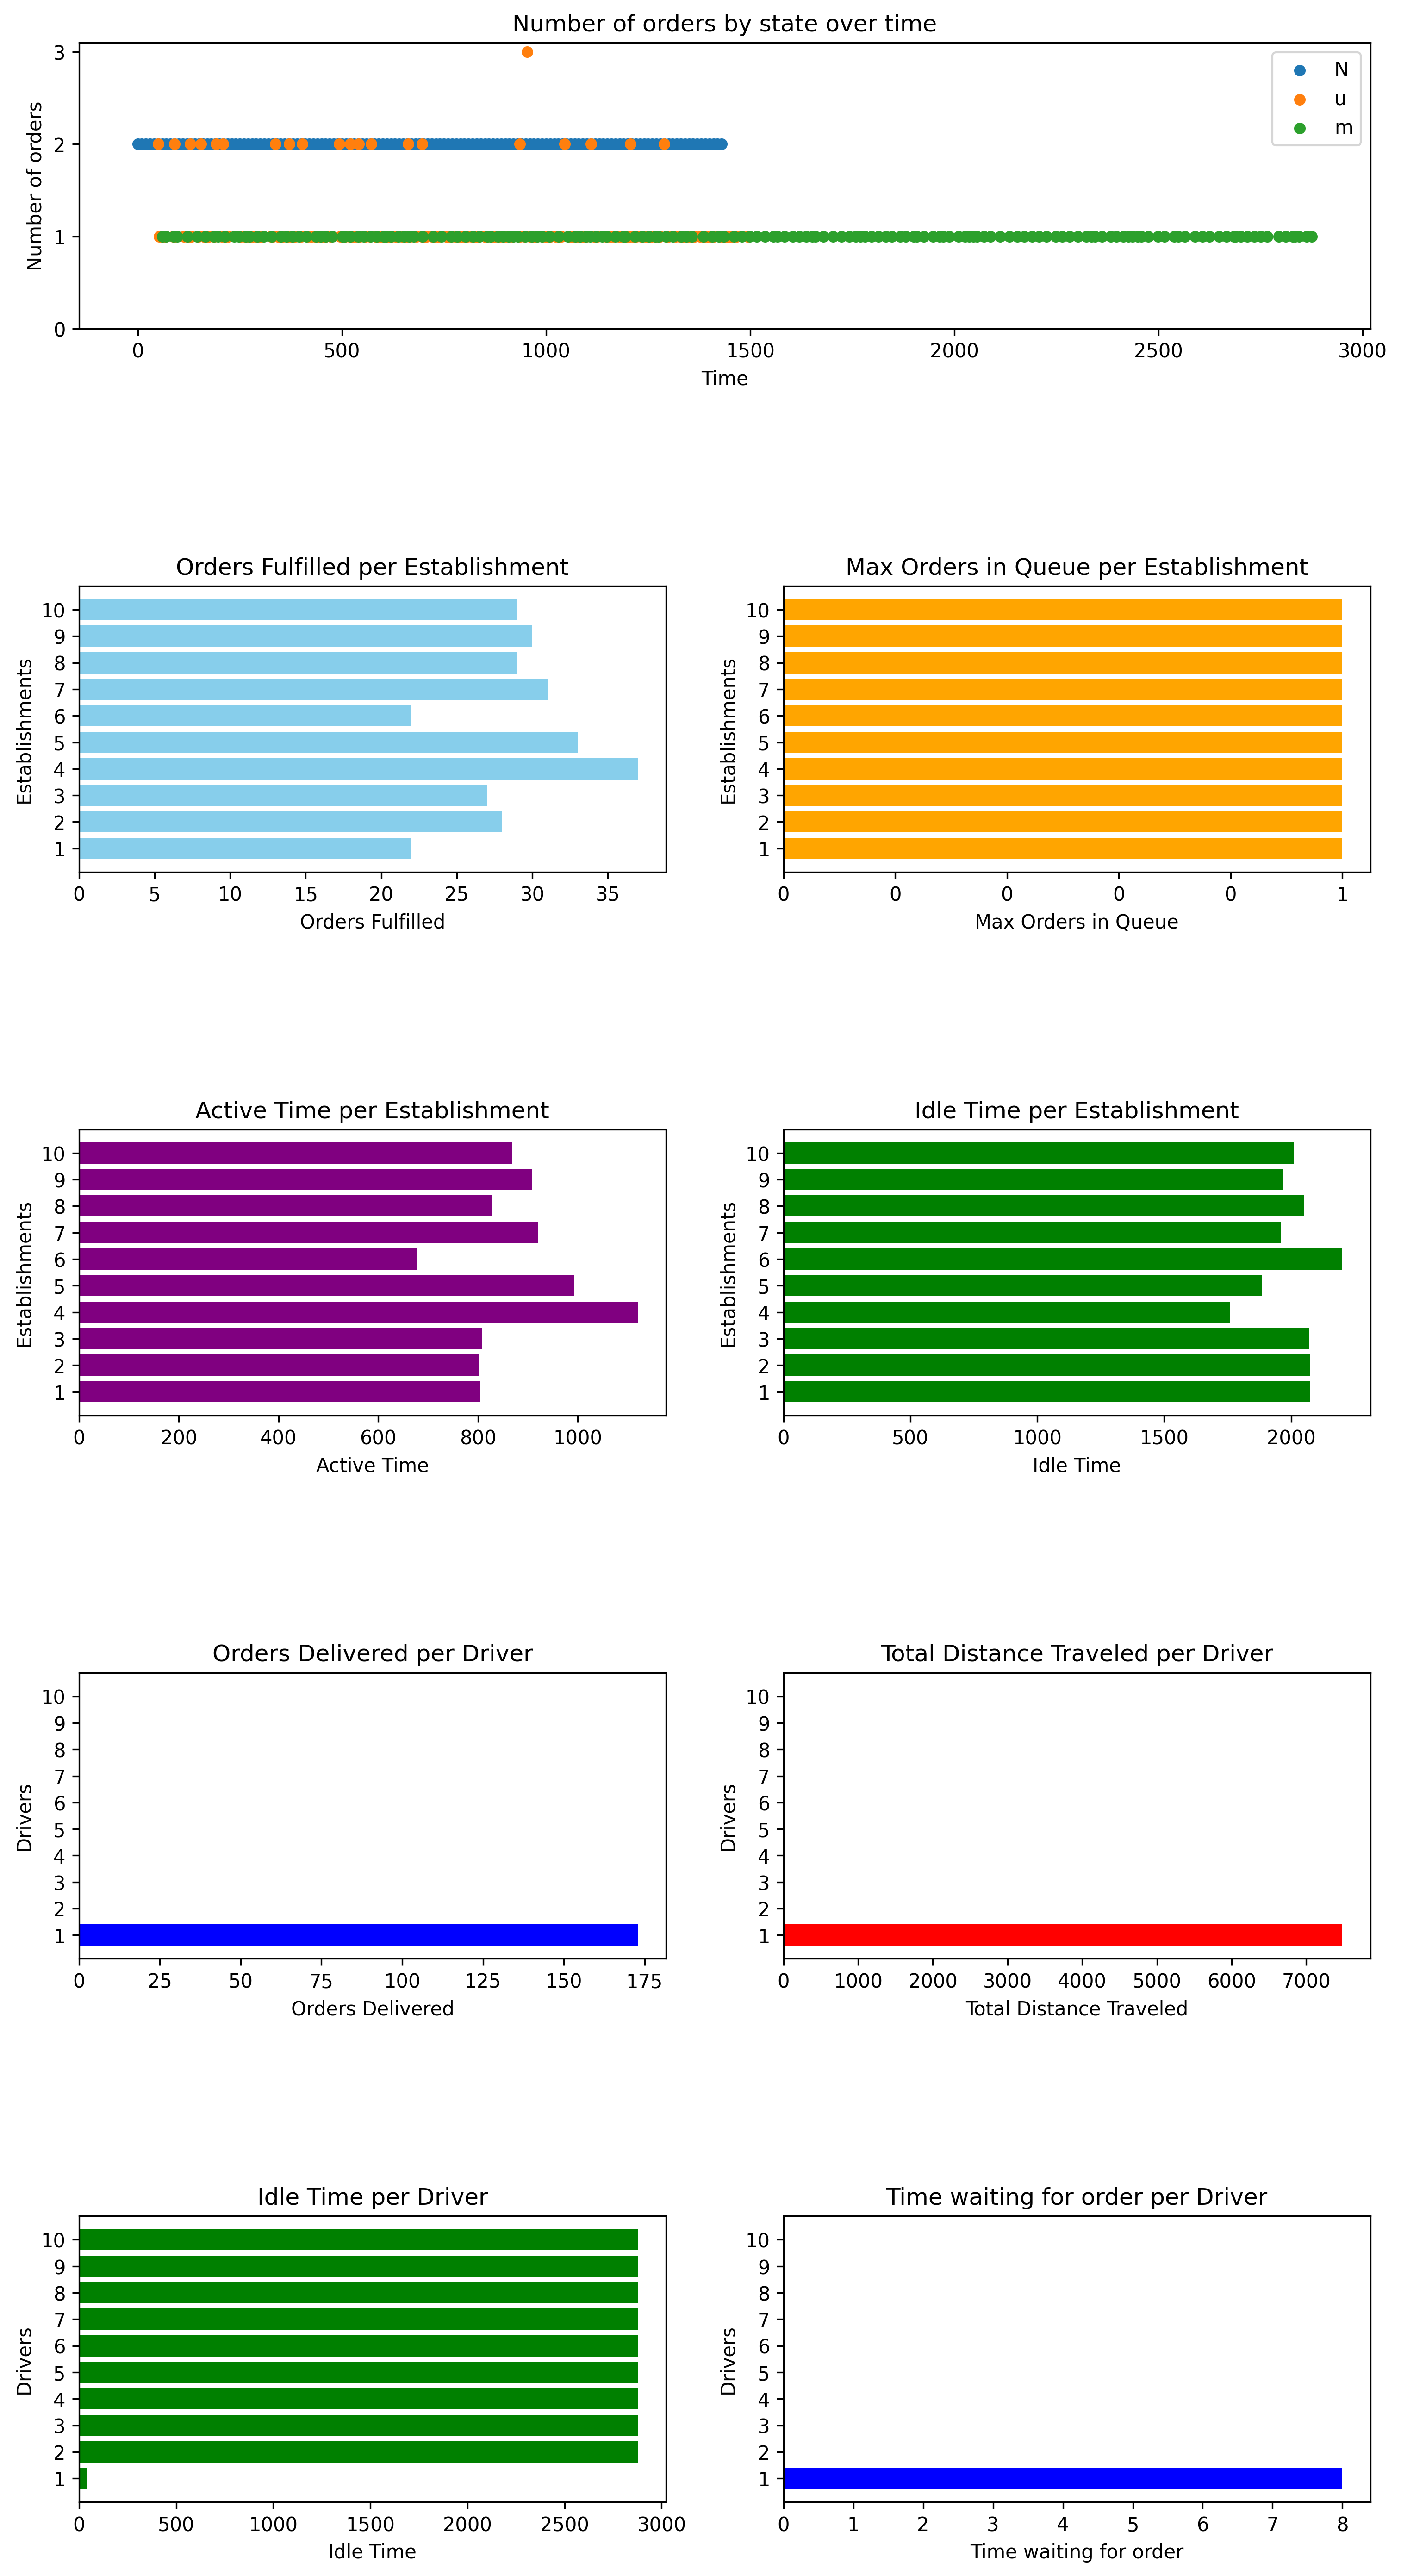 Number of orders by state over time
Number of orders
3
2
1
0
N
u
m
0 500 1000 1500 2000 2500 3000
Time
Orders Fulfilled per Establishment
Establishments
10
9
8
7
6
5
4
3
2
1
0 5 10 15 20 25 30 35
Orders Fulfilled
Max Orders in Queue per Establishment
Establishments
10
9
8
7
6
5
4
3
2
1
0 0 0 0 0 1
Max Orders in Queue
Active Time per Establishment
Establishments
10
9
8
7
6
5
4
3
2
1
0 200 400 600 800 1000
Active Time
Idle Time per Establishment
Establishments
10
9
8
7
6
5
4
3
2
1
0 500 1000 1500 2000
Idle Time
Orders Delivered per Driver
Drivers
10
9
8
7
6
5
4
3
2
1
0 25 50 75 100 125 150 175
Orders Delivered
Total Distance Traveled per Driver
Drivers
10
9
8
7
6
5
4
3
2
1
0 1000 2000 3000 4000 5000 6000 7000
Total Distance Traveled
Idle Time per Driver
Drivers
10
9
8
7
6
5
4
3
2
1
0 500 1000 1500 2000 2500 3000
Idle Time
Time waiting for order per Driver
Drivers
10
9
8
7
6
5
4
3
2
1
0 1 2 3 4 5 6 7 8
Time waiting for order